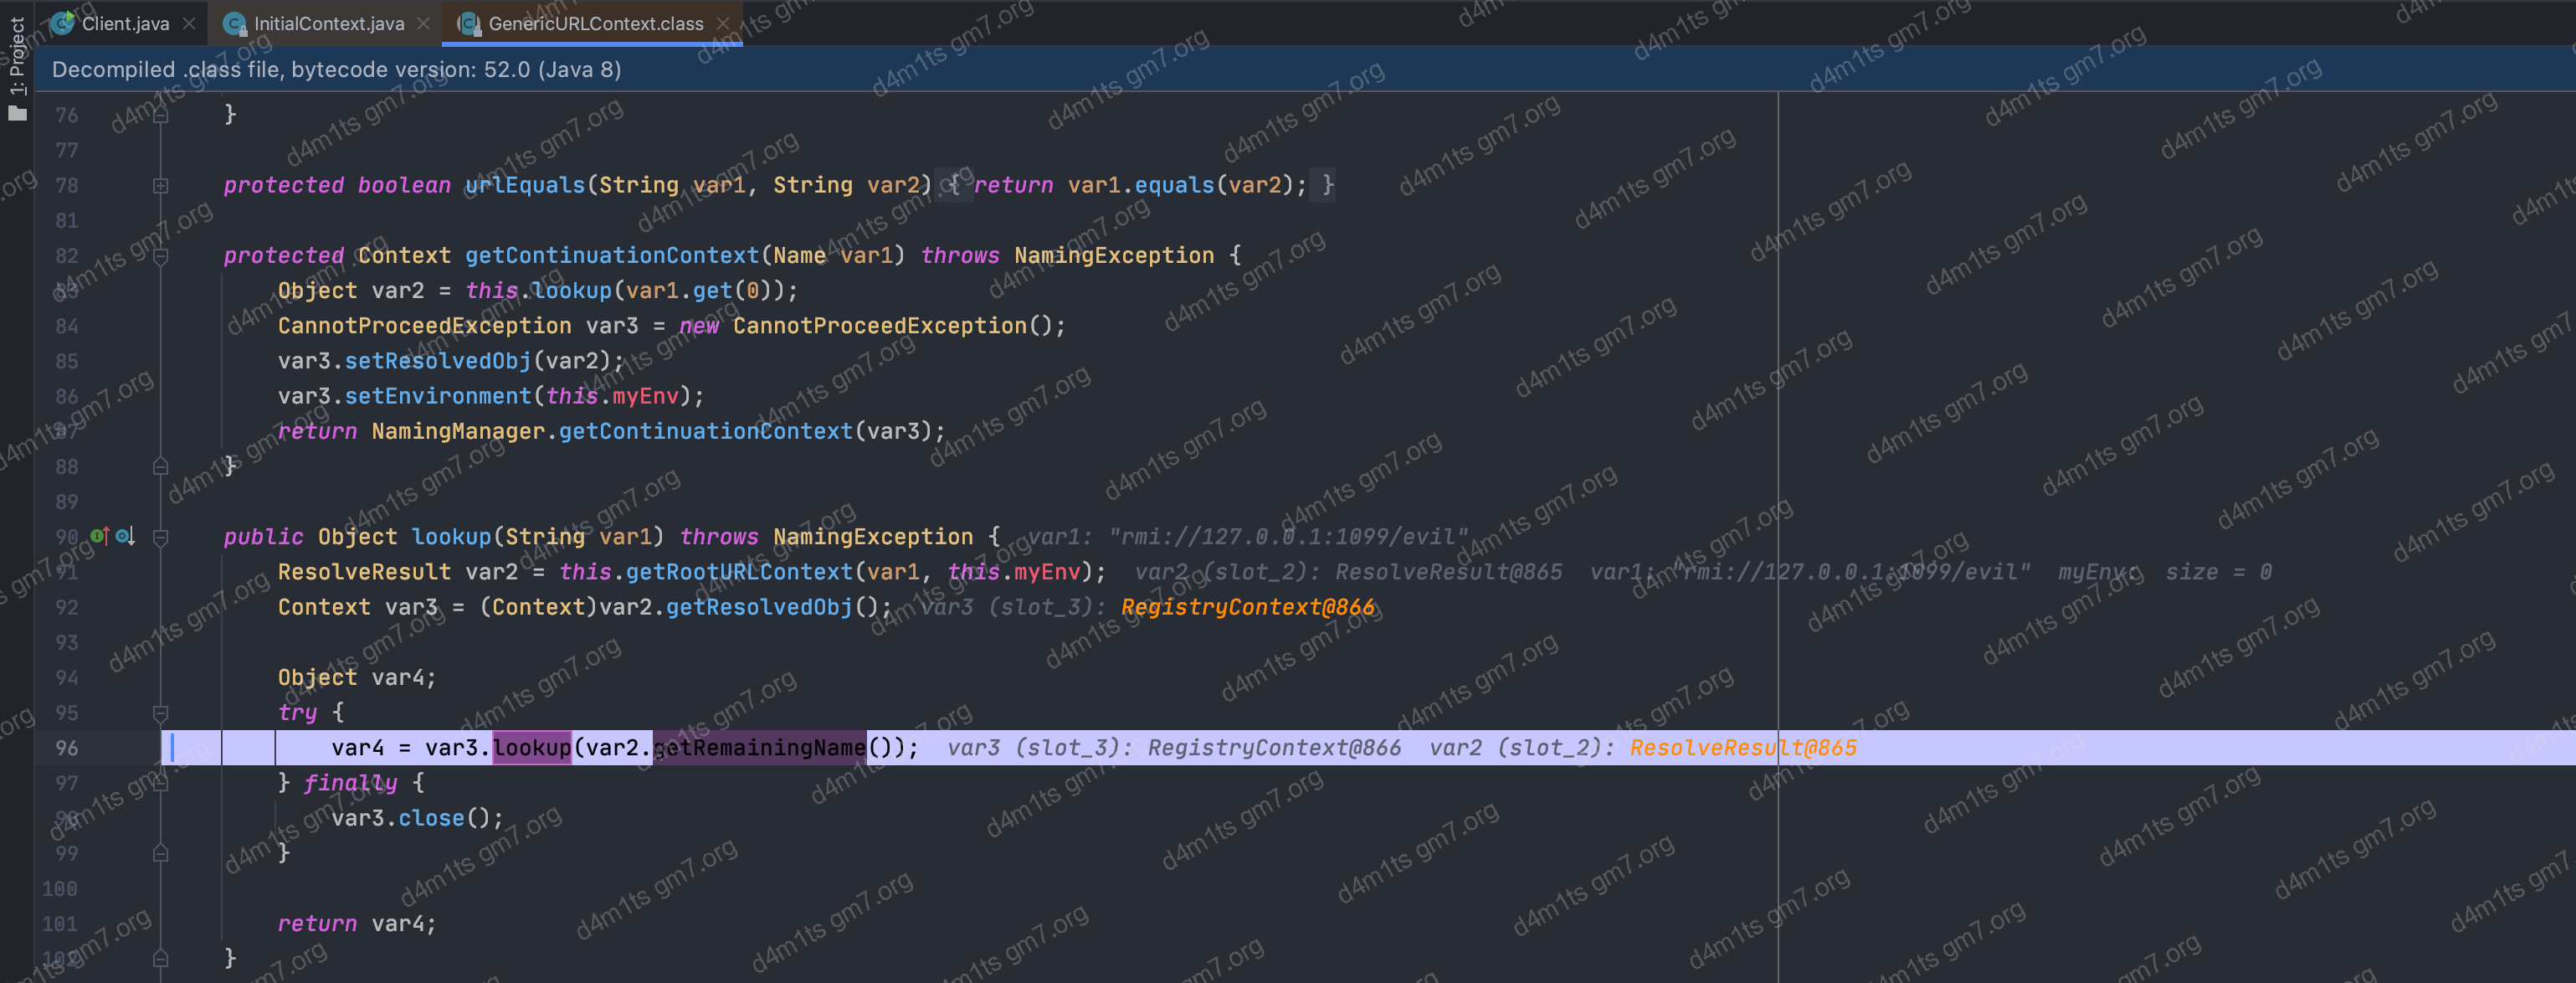 1: Project
Client.java
InitialContext.java
GenericURLContext.class
Decompiled .class file, bytecode version: 52.0 (Java 8)
76 }
77
78 protected boolean urlEquals(String var1, String var2) { return var1.equals(var2); }
81
82 protected Context getContinuationContext(Name var1) throws NamingException {
83 Object var2 = this.lookup(var1.get(0));
84 CannotProceedException var3 = new CannotProceedException();
85 var3.setResolvedObj(var2);
86 var3.setEnvironment(this.myEnv);
87 return NamingManager.getContinuationContext(var3);
88 }
89
90 public Object lookup(String var1) throws NamingException { var1: "rmi://127.0.0.1:1099/evil"
91 ResolveResult var2 = this.getRootURLContext(var1, this.myEnv); var2 (slot_2): ResolveResult@865 var1: "rmi://127.0.0.1:1099/evil" myEnv: size = 0
92 Context var3 = (Context)var2.getResolvedObj(); var3 (slot_3): RegistryContext@866
93
94 Object var4;
95 try {
96 var4 = var3.lookup(var2.getRemainingName()); var3 (slot_3): RegistryContext@866 var2 (slot_2): ResolveResult@865
97 } finally {
98 var3.close();
99 }
100
101 return var4;
102 }
d4m1ts gm7.org